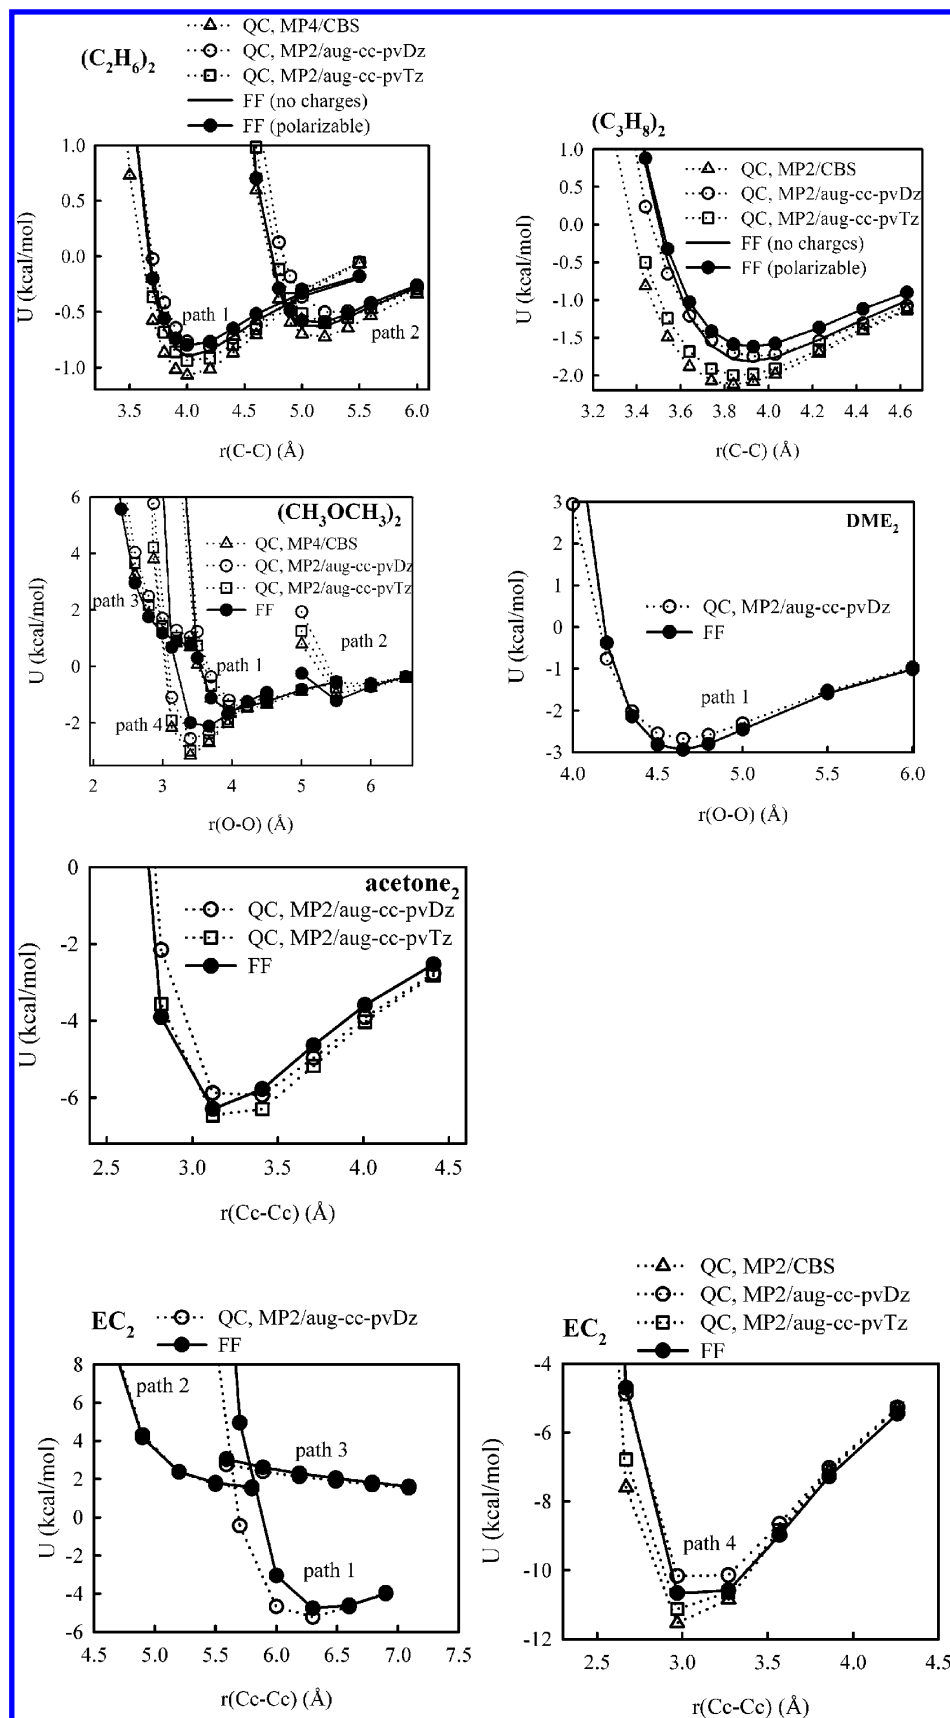 (C₂H₆)₂
QC, MP4/CBS
QC, MP2/aug-cc-pvDz
QC, MP2/aug-cc-pvTz
FF (no charges)
FF (polarizable)
1.0
0.5
0.0
-0.5
-1.0
U (kcal/mol)
path 1
path 2
3.5 4.0 4.5 5.0 5.5 6.0
r(C-C) (Å)
(C₃H₈)₂
QC, MP2/CBS
QC, MP2/aug-cc-pvDz
QC, MP2/aug-cc-pvTz
FF (no charges)
FF (polarizable)
1.0
0.5
0.0
-0.5
-1.0
-1.5
-2.0
U (kcal/mol)
3.2 3.4 3.6 3.8 4.0 4.2 4.4 4.6
r(C-C) (Å)
(CH₃OCH₃)₂
QC, MP4/CBS
QC, MP2/aug-cc-pvDz
QC, MP2/aug-cc-pvTz
FF
6
4
2
0
-2
U (kcal/mol)
path 3
path 2
path 1
path 4
2 3 4 5 6
r(O-O) (Å)
DME₂
QC, MP2/aug-cc-pvDz
FF
3
2
1
0
-1
-2
-3
U (kcal/mol)
path 1
4.0 4.5 5.0 5.5 6.0
r(O-O) (Å)
acetone₂
QC, MP2/aug-cc-pvDz
QC, MP2/aug-cc-pvTz
FF
0
-2
-4
-6
U (kcal/mol)
2.5 3.0 3.5 4.0 4.5
r(Cc-Cc) (Å)
EC₂
QC, MP2/aug-cc-pvDz
FF
8
6
4
2
0
-2
-4
-6
U (kcal/mol)
path 2
path 3
path 1
4.5 5.0 5.5 6.0 6.5 7.0 7.5
r(Cc-Cc) (Å)
EC₂
QC, MP2/CBS
QC, MP2/aug-cc-pvDz
QC, MP2/aug-cc-pvTz
FF
-4
-6
-8
-10
-12
U (kcal/mol)
path 4
2.5 3.0 3.5 4.0 4.5
r(Cc-Cc) (Å)